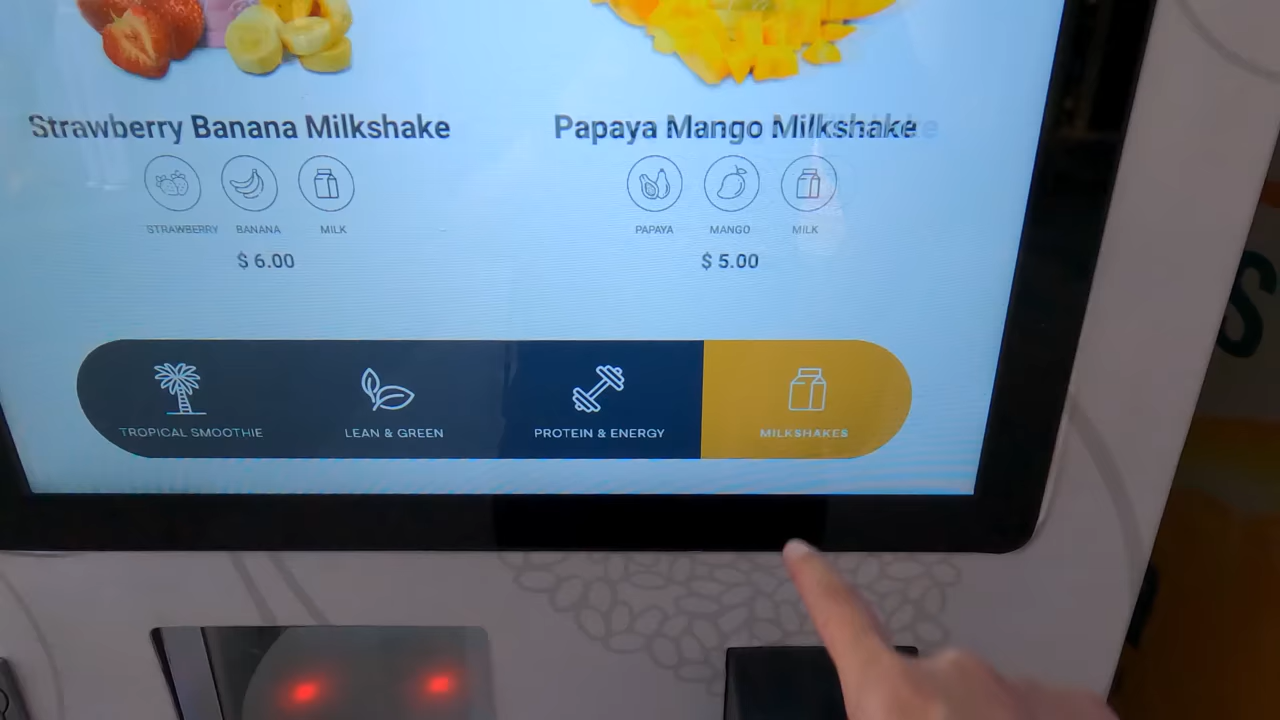 Strawberry Banana Milkshake
Papaya Mango Milkshake
STRAWBERRY BANANA MILK
PAPAYA MANGO MILK
$ 6.00
$ 5.00
TROPICAL SMOOTHIE
LEAN & GREEN
PROTEIN & ENERGY
MILKSHAKES
S